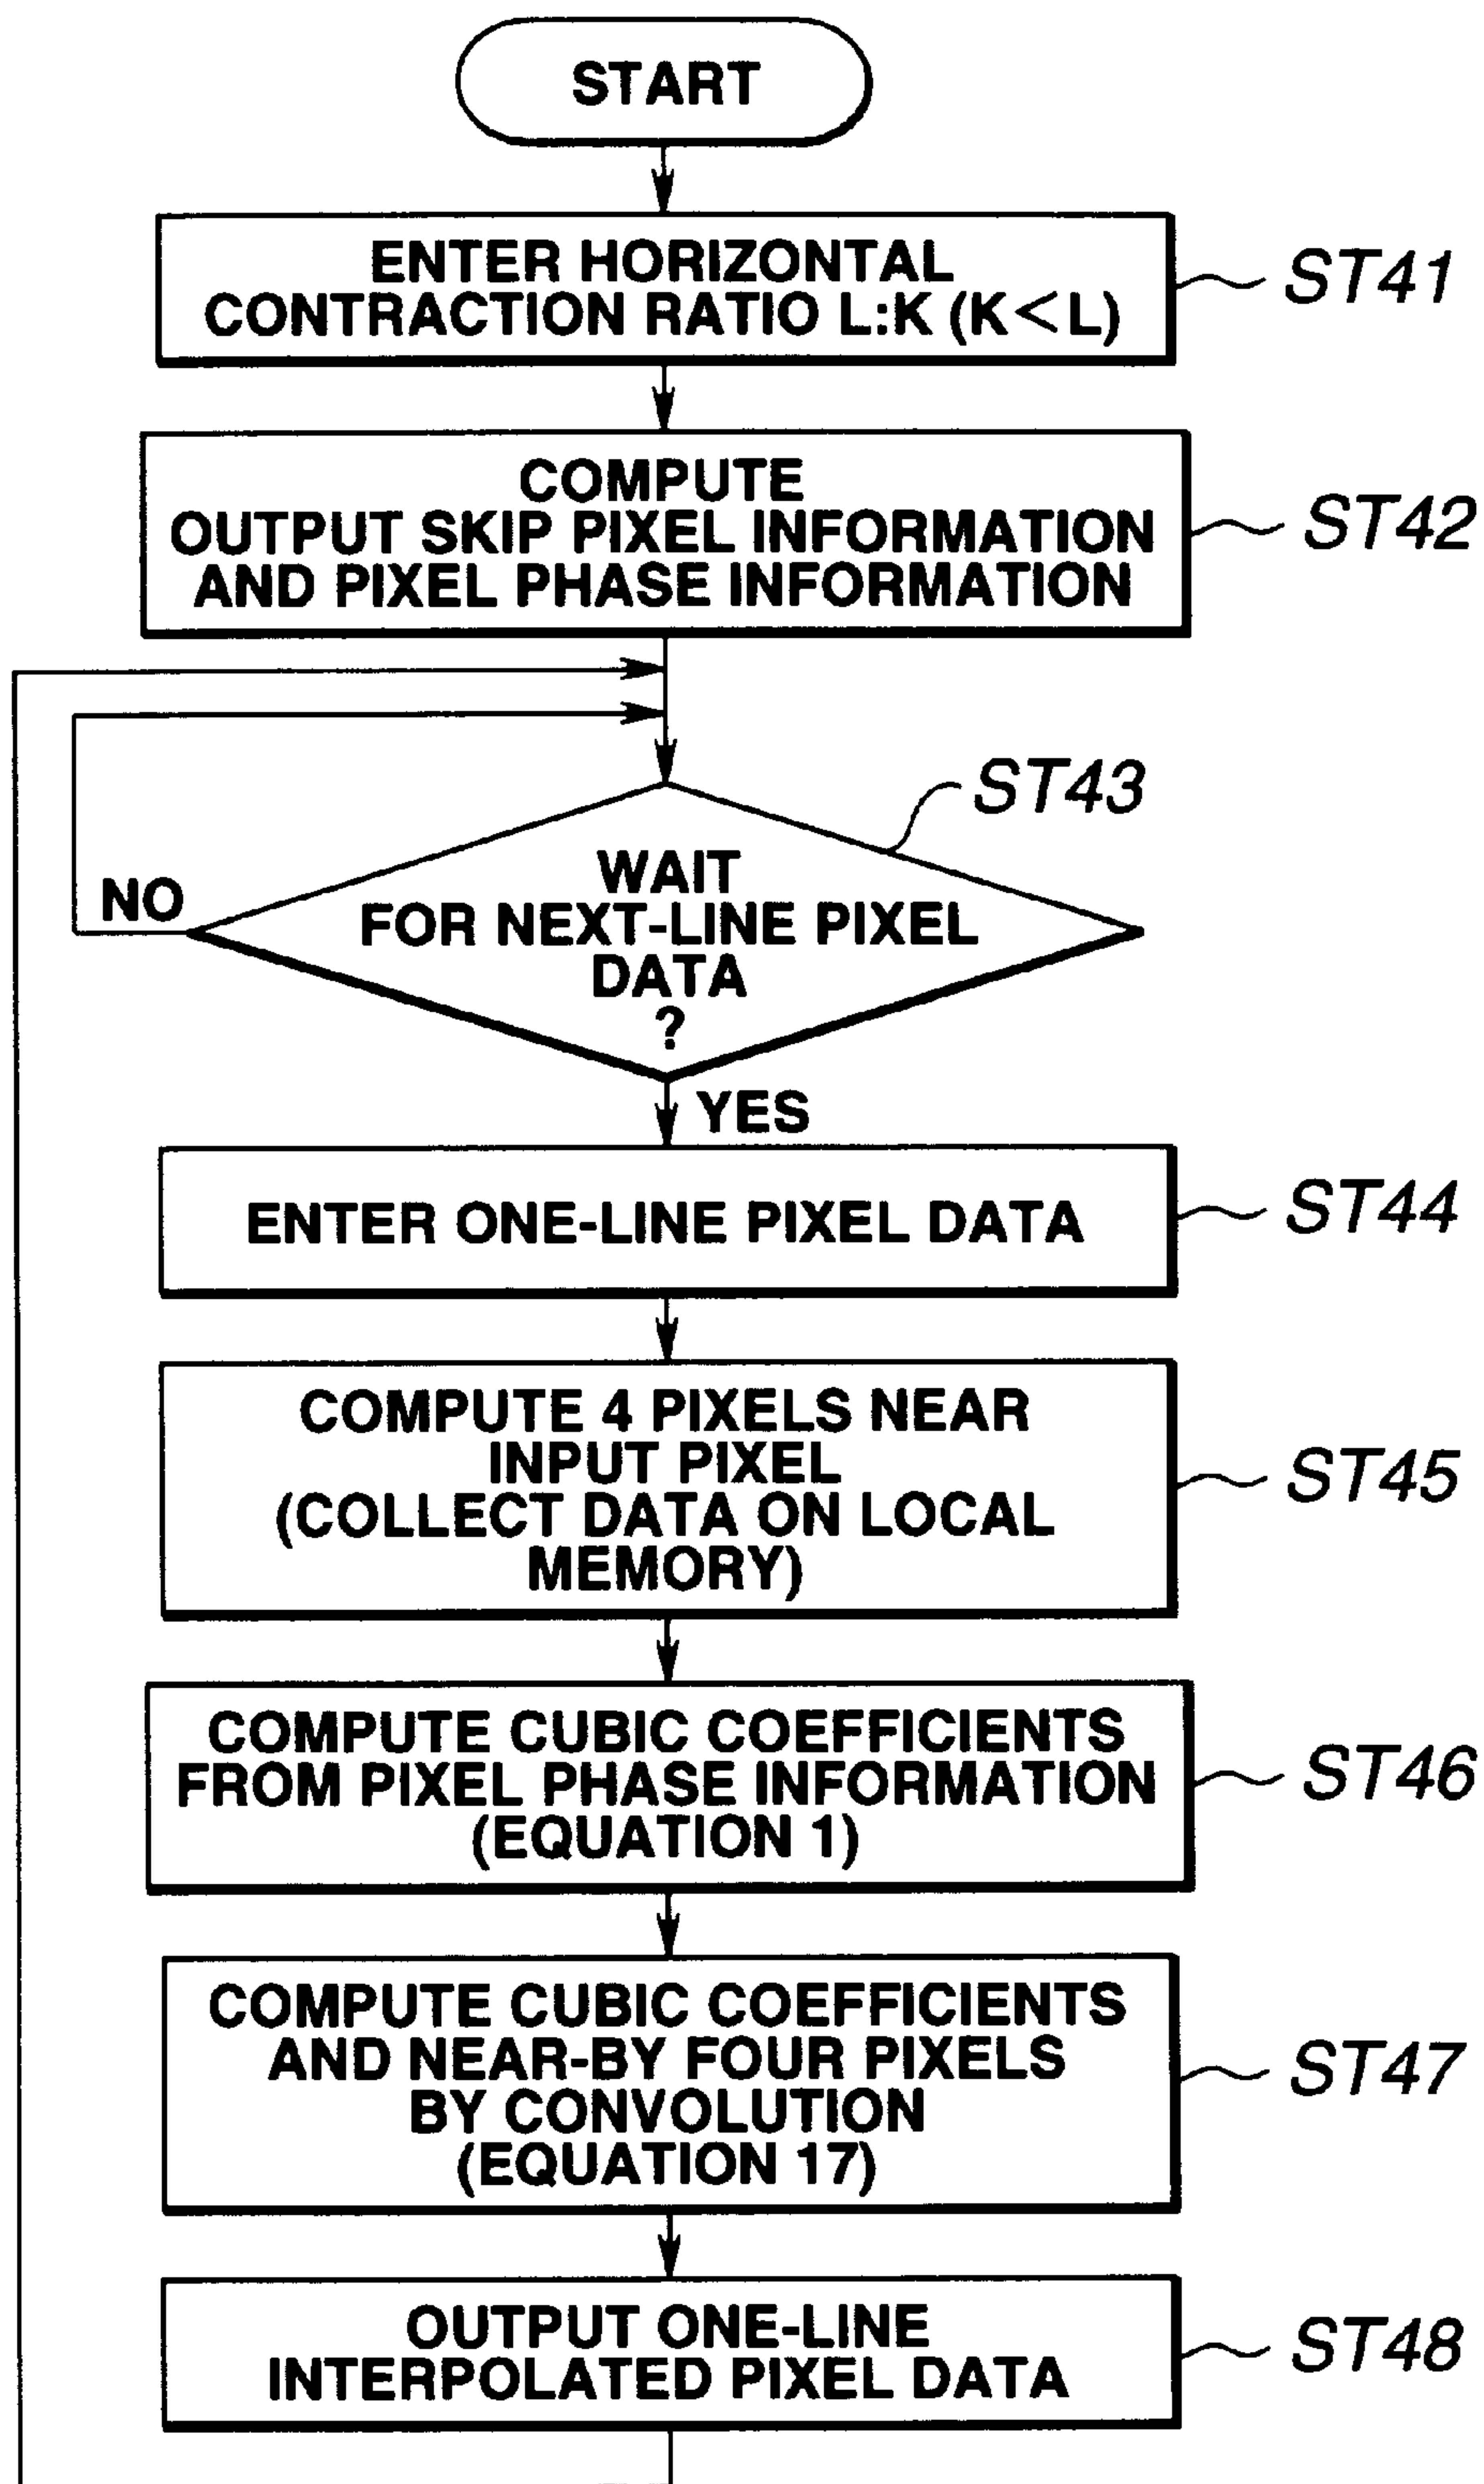 START
ENTER HORIZONTAL
CONTRACTION RATIO L:K (K<L)
ST41
COMPUTE
OUTPUT SKIP PIXEL INFORMATION
AND PIXEL PHASE INFORMATION
ST42
ST43
WAIT
FOR NEXT-LINE PIXEL
DATA
?
NO
YES
ENTER ONE-LINE PIXEL DATA
ST44
COMPUTE 4 PIXELS NEAR
INPUT PIXEL
(COLLECT DATA ON LOCAL
MEMORY)
ST45
COMPUTE CUBIC COEFFICIENTS
FROM PIXEL PHASE INFORMATION
(EQUATION 1)
ST46
COMPUTE CUBIC COEFFICIENTS
AND NEAR-BY FOUR PIXELS
BY CONVOLUTION
(EQUATION 17)
ST47
OUTPUT ONE-LINE
INTERPOLATED PIXEL DATA
ST48